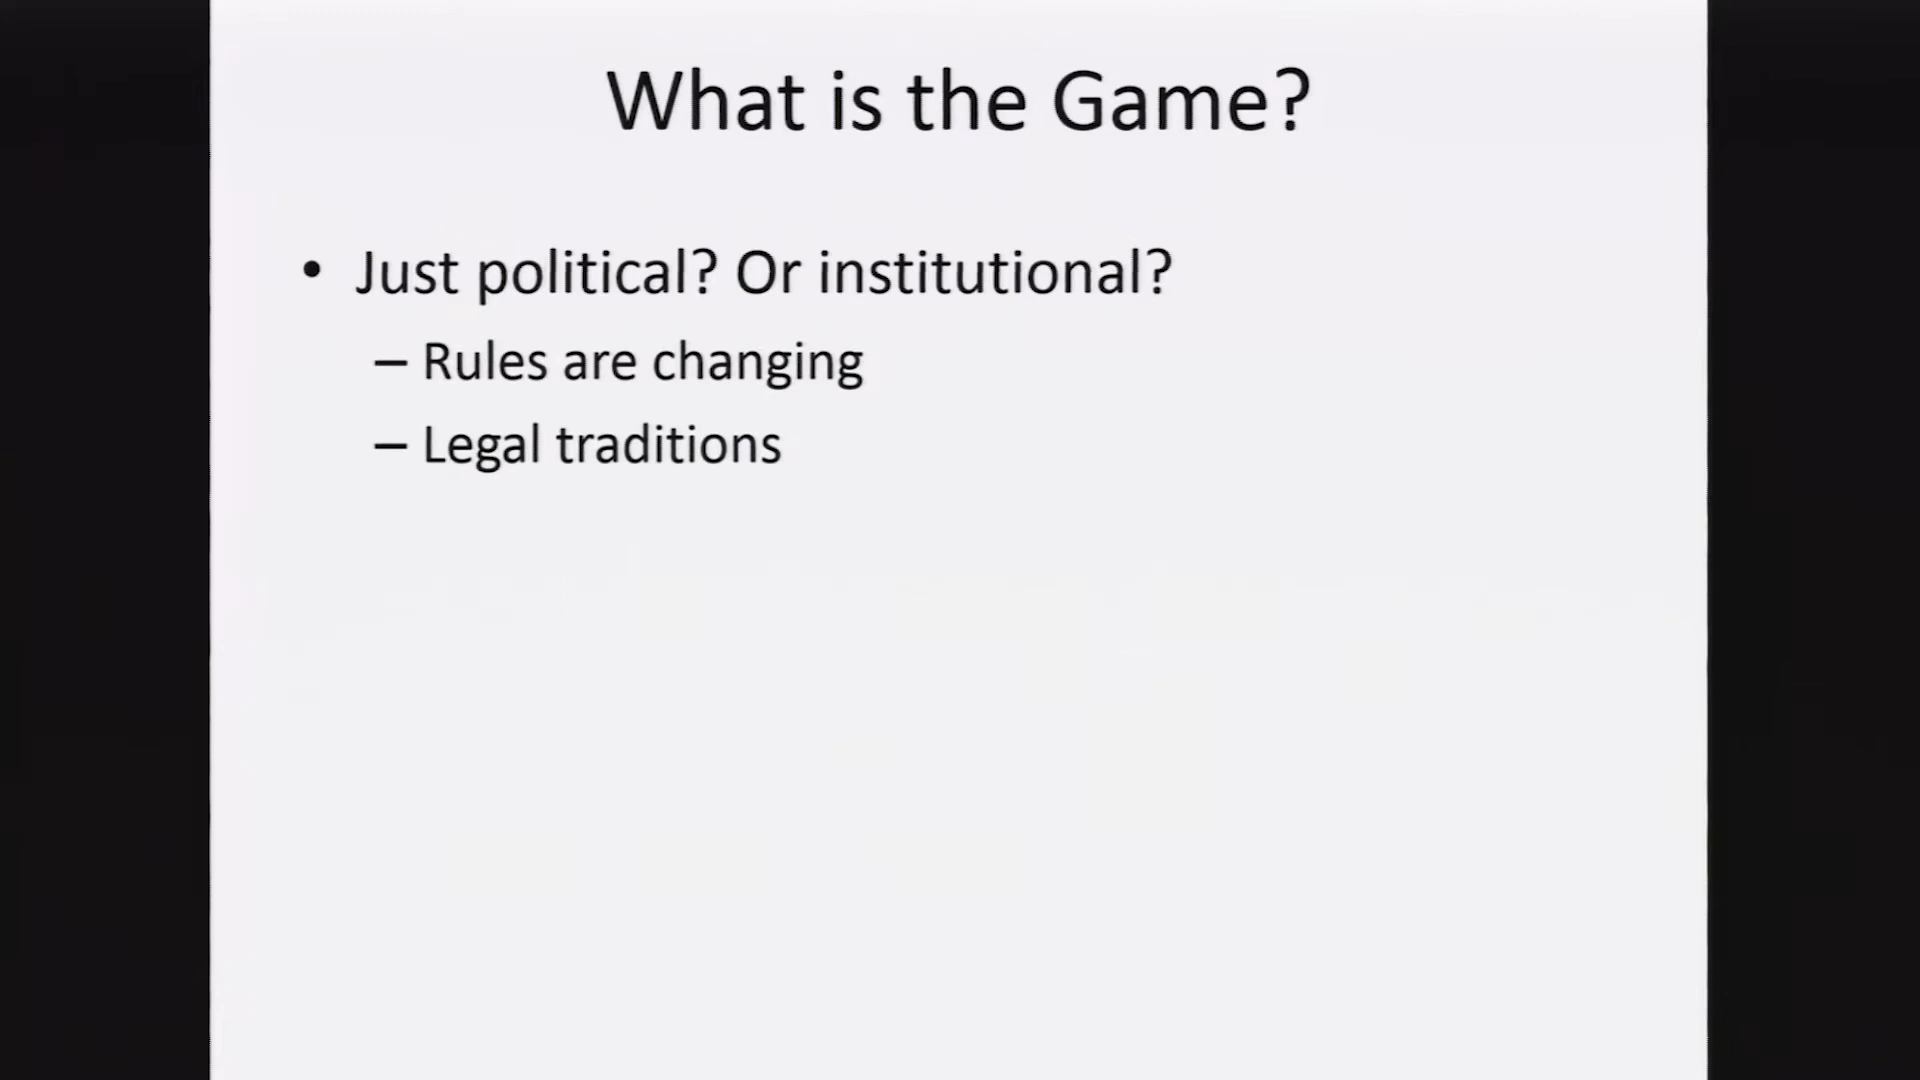 What is the Game?
• Just political? Or institutional?
– Rules are changing
– Legal traditions